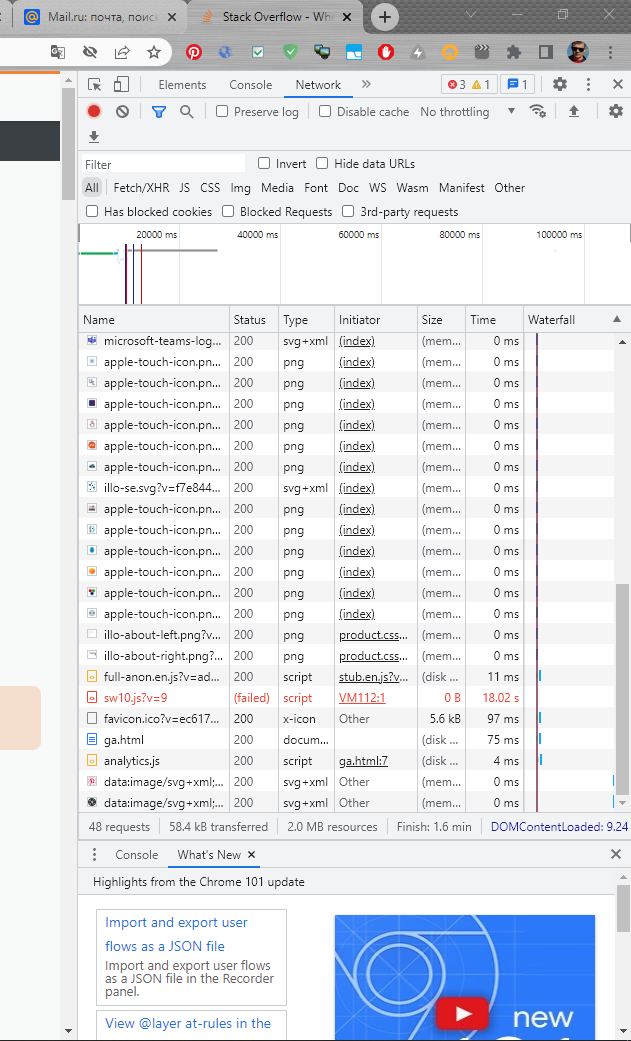 Mail.ru: почта, поиск
Stack Overflow - Whe
Elements Console Network
3 1 1
Preserve log Disable cache No throttling
Filter Invert Hide data URLs
All Fetch/XHR JS CSS Img Media Font Doc WS Wasm Manifest Other
Has blocked cookies Blocked Requests 3rd-party requests
20000 ms 40000 ms 60000 ms 80000 ms 100000 ms
Name Status Type Initiator Size Time Waterfall
microsoft-teams-log... 200 svg+xml (index) (mem... 0 ms
apple-touch-icon.pn... 200 png (index) (mem... 0 ms
apple-touch-icon.pn... 200 png (index) (mem... 0 ms
apple-touch-icon.pn... 200 png (index) (mem... 0 ms
apple-touch-icon.pn... 200 png (index) (mem... 0 ms
apple-touch-icon.pn... 200 png (index) (mem... 0 ms
apple-touch-icon.pn... 200 png (index) (mem... 0 ms
illo-se.svg?v=f7e844... 200 svg+xml (index) (mem... 0 ms
apple-touch-icon.pn... 200 png (index) (mem... 0 ms
apple-touch-icon.pn... 200 png (index) (mem... 0 ms
apple-touch-icon.pn... 200 png (index) (mem... 0 ms
apple-touch-icon.pn... 200 png (index) (mem... 0 ms
apple-touch-icon.pn... 200 png (index) (mem... 0 ms
apple-touch-icon.pn... 200 png (index) (mem... 0 ms
illo-about-left.png?v... 200 png product.css... (mem... 0 ms
illo-about-right.png?... 200 png product.css... (mem... 0 ms
full-anon.en.js?v=ad... 200 script stub.en.js?v... (disk ... 11 ms
sw10.js?v=9 (failed) script VM112:1 0 B 18.02 s
favicon.ico?v=ec617... 200 x-icon Other 5.6 kB 97 ms
ga.html 200 docum... Other (disk ... 75 ms
analytics.js 200 script ga.html:7 (disk ... 4 ms
data:image/svg+xml;... 200 svg+xml Other (mem... 0 ms
data:image/svg+xml;... 200 svg+xml Other (mem... 0 ms
48 requests 58.4 kB transferred 2.0 MB resources Finish: 1.6 min DOMContentLoaded: 9.24
Console What's New
Highlights from the Chrome 101 update
Import and export user
flows as a JSON file
Import and export user flows
as a JSON file in the Recorder
panel.
View @layer at-rules in the
new